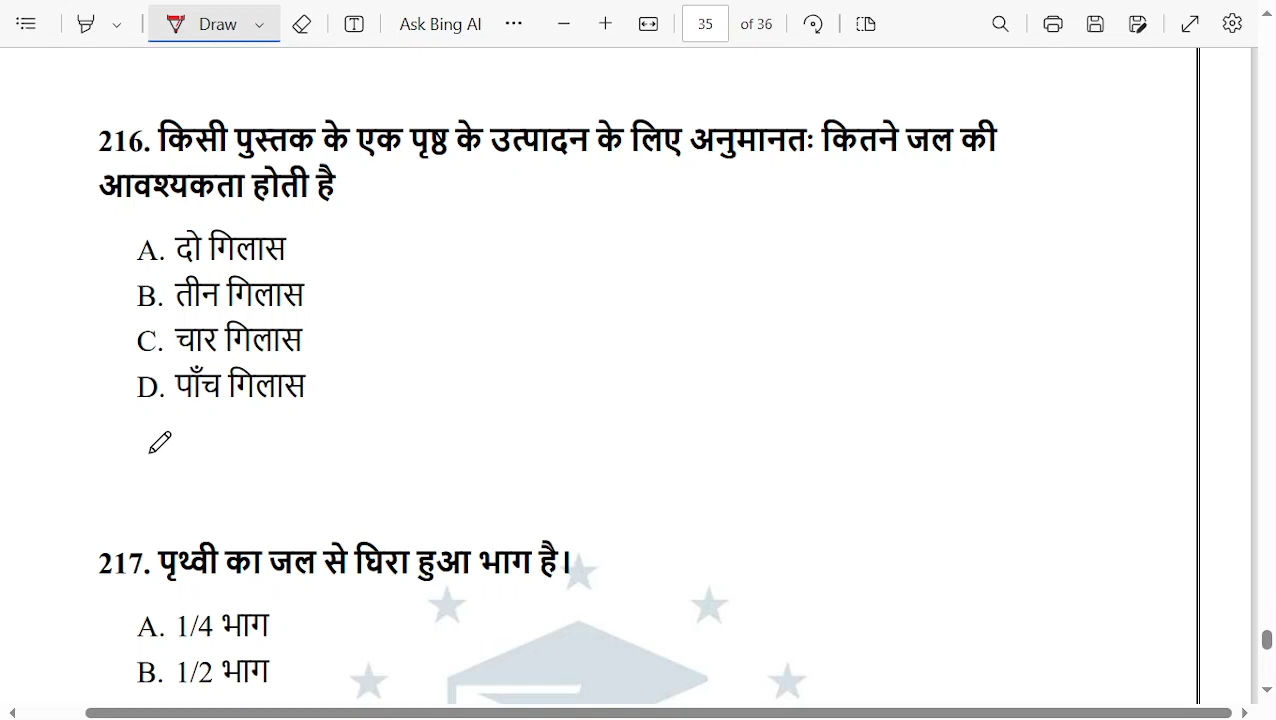 Draw Ask Bing AI 35 of 36
216. किसी पुस्तक के एक पृष्ठ के उत्पादन के लिए अनुमानतः कितने जल की
आवश्यकता होती है
A. दो गिलास
B. तीन गिलास
C. चार गिलास
D. पाँच गिलास
217. पृथ्वी का जल से घिरा हुआ भाग है।
A. 1/4 भाग
B. 1/2 भाग